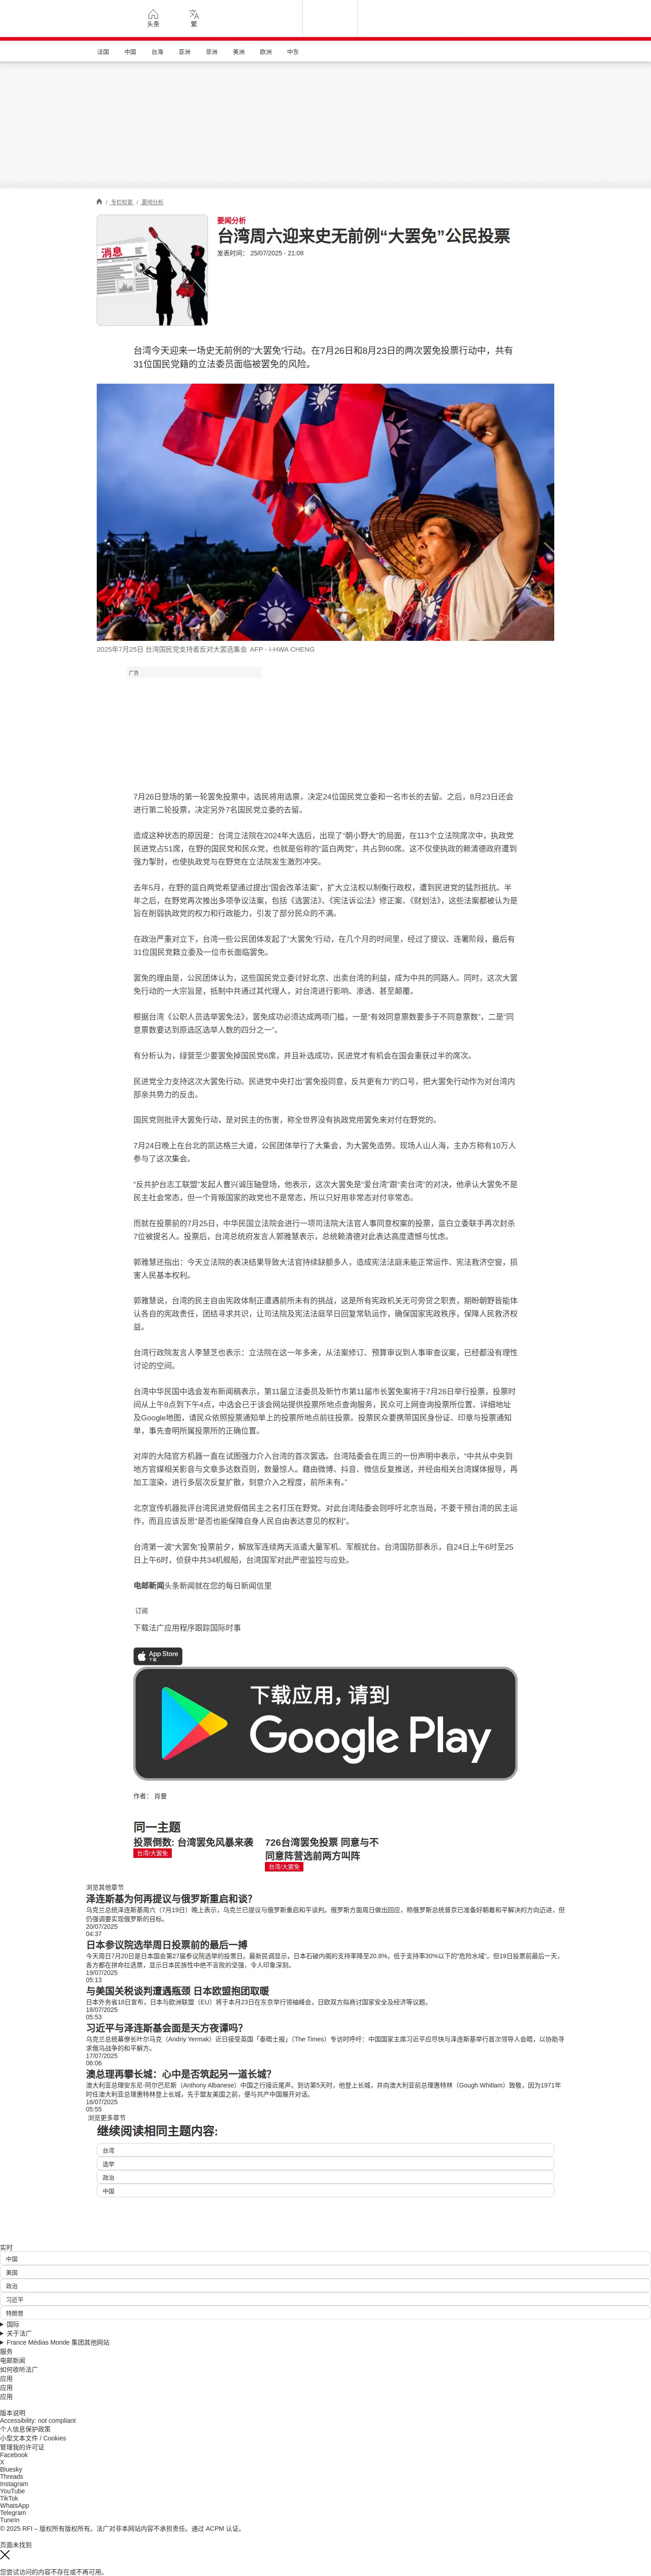 头条
繁
法国
中国
台海
亚洲
非洲
美洲
欧洲
中东
/ 专栏检索 / 要闻分析
消息
要闻分析
台湾周六迎来史无前例“大罢免”公民投票
发表时间： 25/07/2025 - 21:08
台湾今天迎来一场史无前例的“大罢免”行动。在7月26日和8月23日的两次罢免投票行动中，共有
31位国民党籍的立法委员面临被罢免的风险。
2025年7月25日 台湾国民党支持者反对大罢选集会 AFP - I-HWA CHENG
广告
7月26日登场的第一轮罢免投票中，选民将用选票，决定24位国民党立委和一名市长的去留。之后，8月23日还会
进行第二轮投票，决定另外7名国民党立委的去留。
造成这种状态的原因是：台湾立法院在2024年大选后，出现了“朝小野大”的局面，在113个立法院席次中，执政党
民进党占51席，在野的国民党和民众党，也就是俗称的“蓝白两党”，共占到60席。这不仅使执政的赖清德政府遭到
强力掣肘，也使执政党与在野党在立法院发生激烈冲突。
去年5月，在野的蓝白两党希望通过提出“国会改革法案”，扩大立法权以制衡行政权，遭到民进党的猛烈抵抗。半
年之后，在野党再次推出多项争议法案，包括《选罢法》、《宪法诉讼法》修正案、《财划法》，这些法案都被认为是
旨在削弱执政党的权力和行政能力，引发了部分民众的不满。
在政治严重对立下，台湾一些公民团体发起了“大罢免”行动，在几个月的时间里，经过了提议、连署阶段，最后有
31位国民党籍立委及一位市长面临罢免。
罢免的理由是，公民团体认为，这些国民党立委讨好北京、出卖台湾的利益，成为中共的同路人。同时，这次大罢
免行动的一大宗旨是，抵制中共通过其代理人，对台湾进行影响、渗透、甚至颠覆。
根据台湾《公职人员选举罢免法》，罢免成功必须达成两项门槛，一是“有效同意票数要多于不同意票数”，二是“同
意票数要达到原选区选举人数的四分之一”。
有分析认为，绿营至少要罢免掉国民党6席，并且补选成功，民进党才有机会在国会重获过半的席次。
民进党全力支持这次大罢免行动。民进党中央打出“罢免投同意，反共更有力”的口号，把大罢免行动作为对台湾内
部亲共势力的反击。
国民党则批评大罢免行动，是对民主的伤害，称全世界没有执政党用罢免来对付在野党的。
7月24日晚上在台北的凯达格兰大道，公民团体举行了大集会，为大罢免造势。现场人山人海，主办方称有10万人
参与了这次集会。
“反共护台志工联盟”发起人曹兴诚压轴登场，他表示，这次大罢免是“爱台湾”跟“卖台湾”的对决，他承认大罢免不是
民主社会常态，但一个背叛国家的政党也不是常态，所以只好用非常态对付非常态。
而就在投票前的7月25日，中华民国立法院会进行一项司法院大法官人事同意权案的投票，蓝白立委联手再次封杀
7位被提名人。投票后，台湾总统府发言人郭雅慧表示，总统赖清德对此表达高度遗憾与忧虑。
郭雅慧还指出：今天立法院的表决结果导致大法官持续缺额多人，造成宪法法庭未能正常运作、宪法救济空窗，损
害人民基本权利。
郭雅慧说，台湾的民主自由宪政体制正遭遇前所未有的挑战，这是所有宪政机关无可旁贷之职责，期盼朝野皆能体
认各自的宪政责任，团结寻求共识，让司法院及宪法法庭早日回复常轨运作，确保国家宪政秩序，保障人民救济权
益。
台湾行政院发言人李慧芝也表示：立法院在这一年多来，从法案修订、预算审议到人事审查议案，已经都没有理性
讨论的空间。
台湾中华民国中选会发布新闻稿表示，第11届立法委员及新竹市第11届市长罢免案将于7月26日举行投票，投票时
间从上午8点到下午4点，中选会已于该会网站提供投票所地点查询服务，民众可上网查询投票所位置、详细地址
及Google地图，请民众依照投票通知单上的投票所地点前往投票。投票民众要携带国民身份证、印章与投票通知
单，事先查明所属投票所的正确位置。
对岸的大陆官方机器一直在试图强力介入台湾的首次罢选。台湾陆委会在周三的一份声明中表示，“中共从中央到
地方官媒相关影音与文章多达数百则，数量惊人。藉由微博、抖音、微信反复推送，并经由相关台湾媒体报导，再
加工渲染，进行多层次反复扩散，刻意介入之程度，前所未有。”
北京宣传机器批评台湾民进党假借民主之名打压在野党。对此台湾陆委会则呼吁北京当局，不要干预台湾的民主运
作，而且应该反思“是否也能保障自身人民自由表达意见的权利”。
台湾第一波“大罢免”投票前夕，解放军连续两天派遣大量军机、军舰扰台。台湾国防部表示，自24日上午6时至25
日上午6时，侦获中共34机舰船，台湾国军对此严密监控与应处。
电邮新闻头条新闻就在您的每日新闻信里
订阅
下载法广应用程序跟踪国际时事
App Store
下载
下载应用，请到
Google Play
作者： 肖曼
同一主题
投票倒数: 台湾罢免风暴来袭
台湾/大罢免
726台湾罢免投票 同意与不
同意阵营选前两方叫阵
台湾/大罢免
浏览其他章节
泽连斯基为何再提议与俄罗斯重启和谈？
乌克兰总统泽连斯基周六（7月19日）晚上表示，乌克兰已提议与俄罗斯重启和平谈判。俄罗斯方面周日做出回应，称俄罗斯总统普京已准备好朝着和平解决的方向迈进，但
仍强调要实现俄罗斯的目标。
20/07/2025
04:37
日本参议院选举周日投票前的最后一搏
今天周日7月20日是日本国会第27届参议院选举的投票日。最新民调显示，日本石破内阁的支持率降至20.8%，低于支持率30%以下的“危险水域”。但19日投票前最后一天，
各方都在拼命拉选票，显示日本民族性中绝不言败的坚强，令人印象深刻。
19/07/2025
05:13
与美国关税谈判遭遇瓶颈 日本欧盟抱团取暖
日本外务省18日宣布，日本与欧洲联盟（EU）将于本月23日在东京举行领袖峰会，日欧双方拟商讨国家安全及经济等议题。
18/07/2025
05:53
习近平与泽连斯基会面是天方夜谭吗？
乌克兰总统幕僚长叶尔马克（Andriy Yermak）近日接受英国「泰晤士报」（The Times）专访时呼吁：中国国家主席习近平应尽快与泽连斯基举行首次领导人会晤，以协助寻
求俄乌战争的和平解方。
17/07/2025
06:06
澳总理再攀长城：心中是否筑起另一道长城？
澳大利亚总理安东尼·阿尔巴尼斯（Anthony Albanese）中国之行接近尾声。到访第5天时，他登上长城，并向澳大利亚前总理惠特林（Gough Whitlam）致敬，因为1971年
时任澳大利亚总理惠特林登上长城，先于盟友美国之前，便与共产中国展开对话。
16/07/2025
05:55
浏览更多章节
继续阅读相同主题内容:
台湾
选举
政治
中国
实时
中国
美国
政治
习近平
特朗普
国际
关于法广
France Médias Monde 集团其他网站
服务
电邮新闻
如何收听法广
应用
应用
应用
版本说明
Accessibility: not compliant
个人信息保护政策
小型文本文件 / Cookies
管理我的许可证
Facebook
X
Bluesky
Threads
Instagram
YouTube
TikTok
WhatsApp
Telegram
TuneIn
© 2025 RFI – 版权所有版权所有。法广对非本网站内容不承担责任。通过 ACPM 认证。
页面未找到
您尝试访问的内容不存在或不再可用。